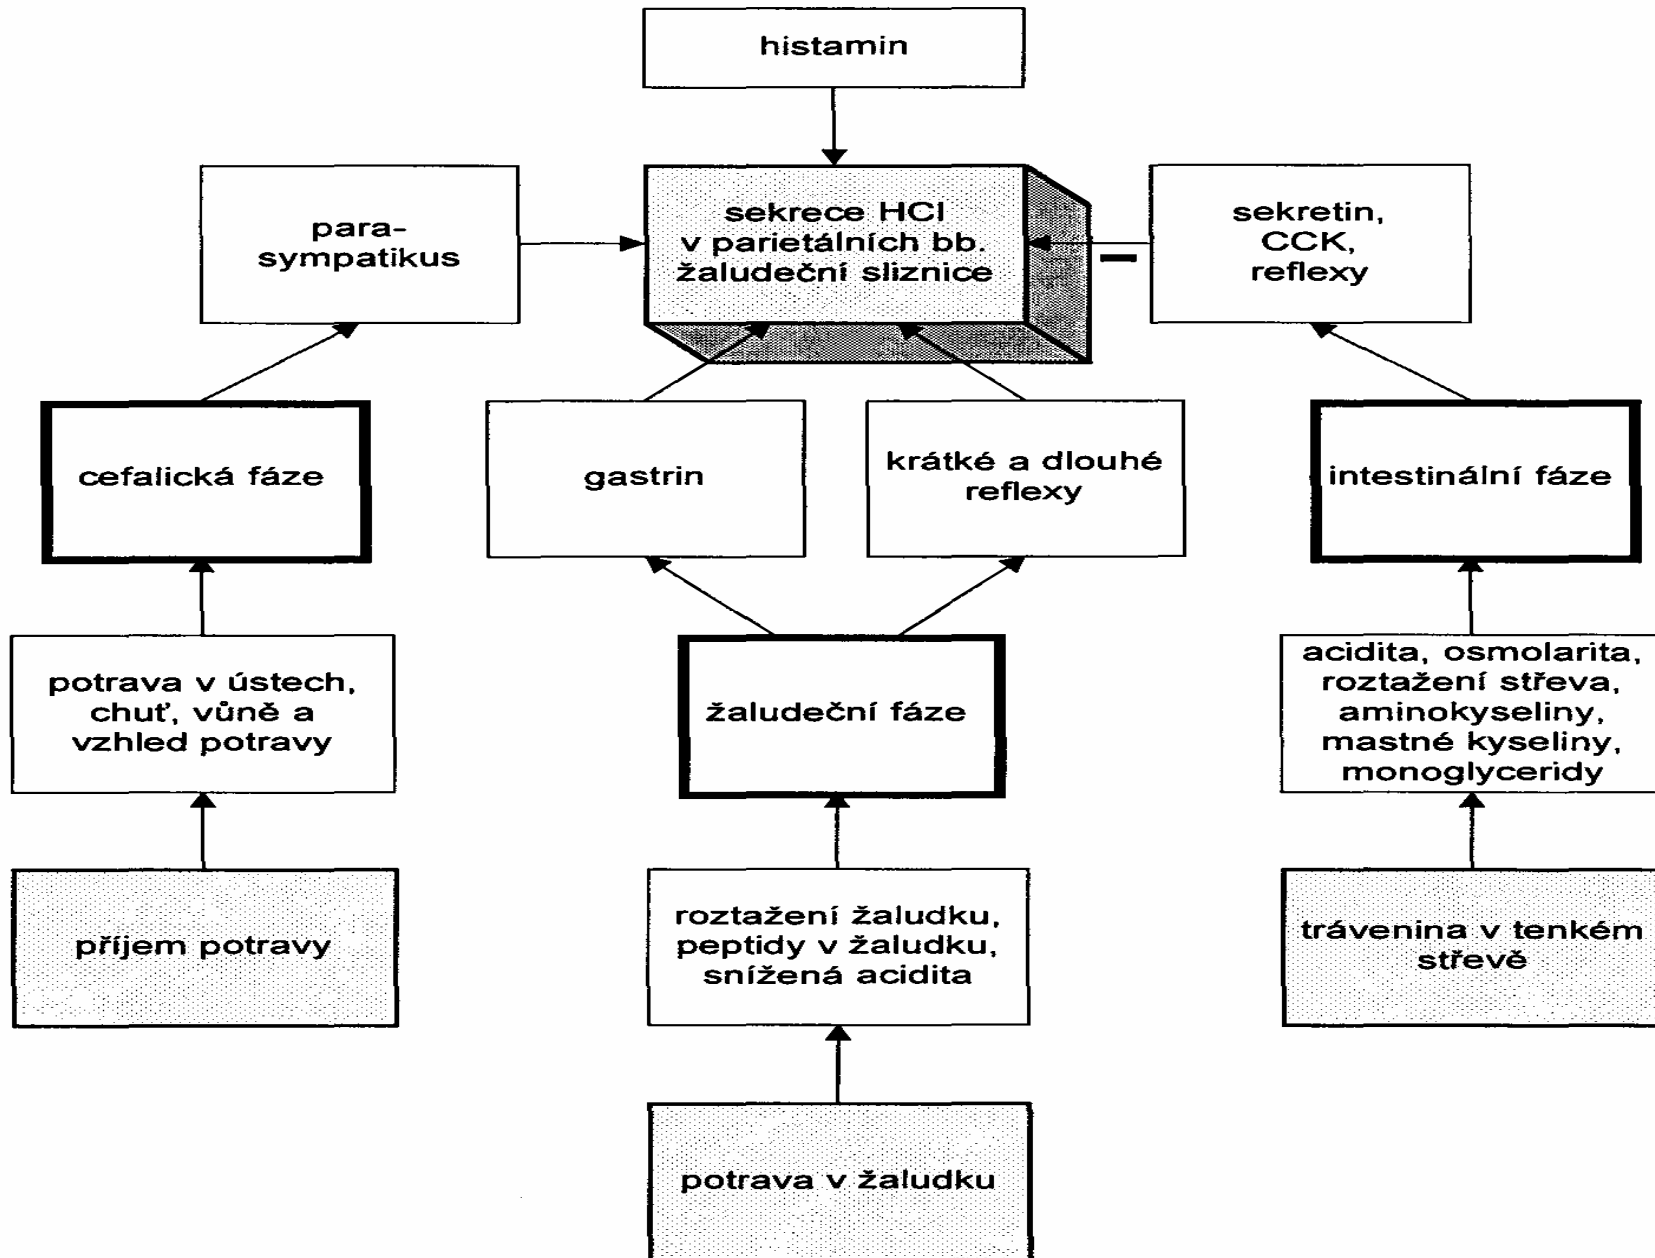 histamin
para-
sympatikus
sekrece HCl
v parietálních bb.
žaludeční sliznice
–
sekretin,
CCK,
reflexy
cefalická fáze
gastrin
krátké a dlouhé
reflexy
intestinální fáze
potrava v ústech,
chuť, vůně a
vzhled potravy
žaludeční fáze
acidita, osmolarita,
roztažení střeva,
aminokyseliny,
mastné kyseliny,
monoglyceridy
příjem potravy
roztažení žaludku,
peptidy v žaludku,
snížená acidita
trávenina v tenkém
střevě
potrava v žaludku